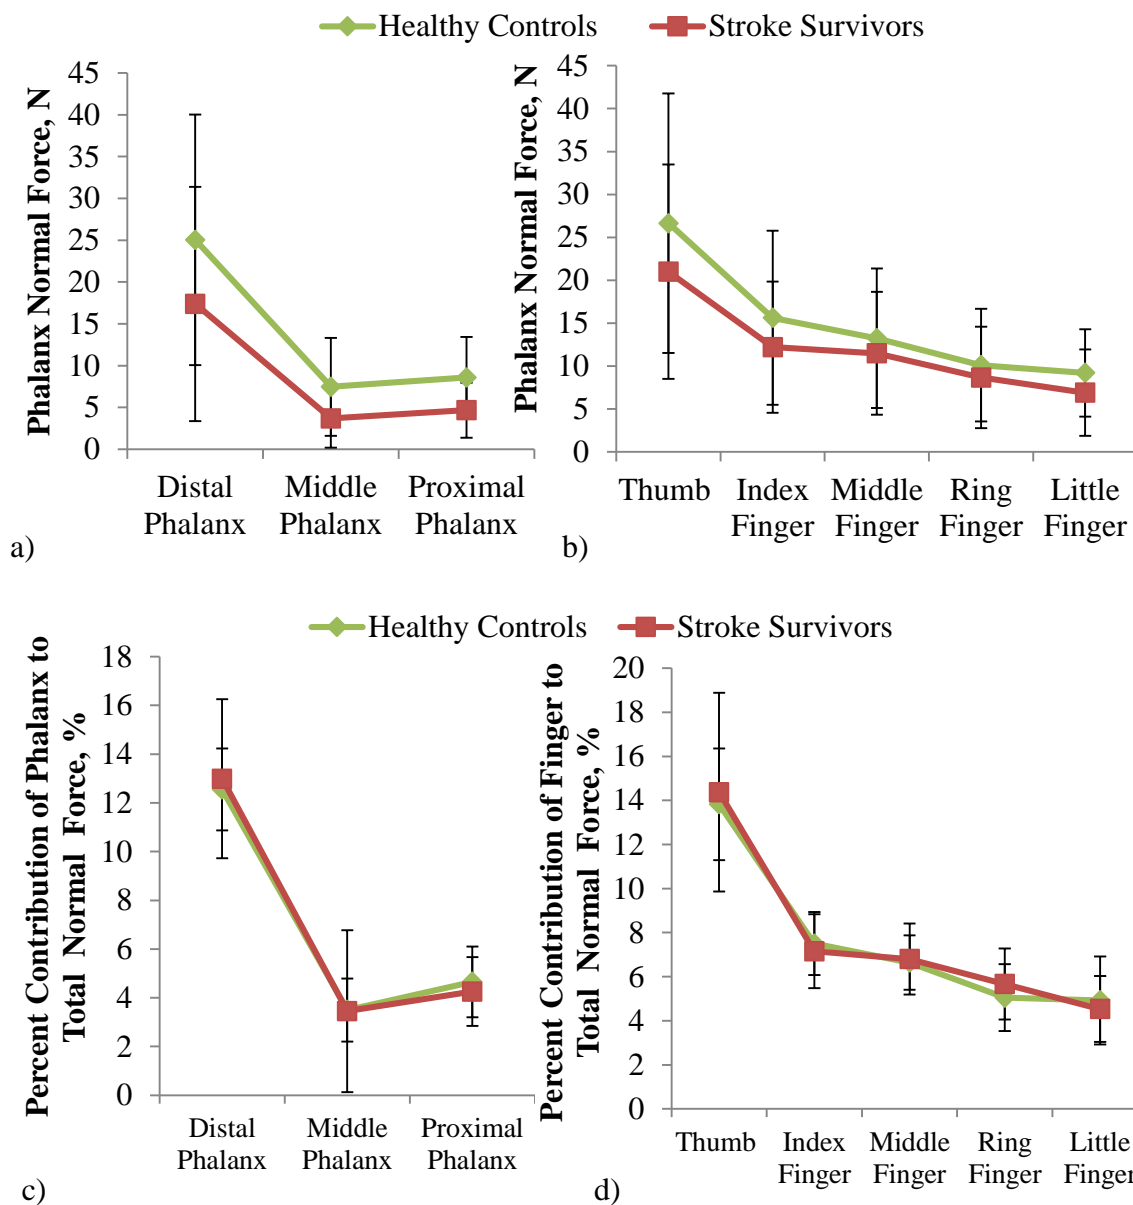 Healthy Controls
Stroke Survivors
Phalanx Normal Force, N
45
40
35
30
25
20
15
10
5
0
Distal
Phalanx
Middle
Phalanx
Proximal
Phalanx
a)
Phalanx Normal Force, N
45
40
35
30
25
20
15
10
5
0
Thumb
Index
Finger
Middle
Finger
Ring
Finger
Little
Finger
b)
Healthy Controls
Stroke Survivors
Percent Contribution of Phalanx to
Total Normal Force, %
18
16
14
12
10
8
6
4
2
0
Distal
Phalanx
Middle
Phalanx
Proximal
Phalanx
c)
Percent Contribution of Finger to
Total Normal Force, %
20
18
16
14
12
10
8
6
4
2
0
Thumb
Index
Finger
Middle
Finger
Ring
Finger
Little
Finger
d)